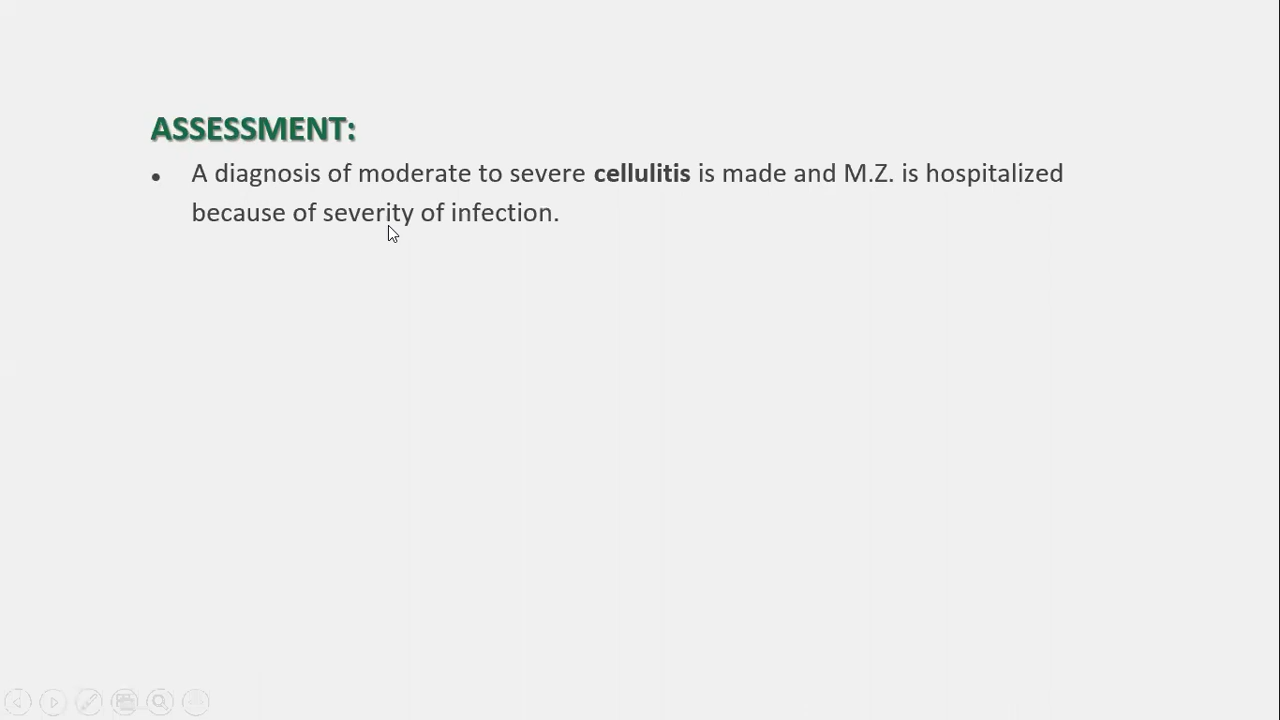 ASSESSMENT:
• A diagnosis of moderate to severe cellulitis is made and M.Z. is hospitalized
because of severity of infection.